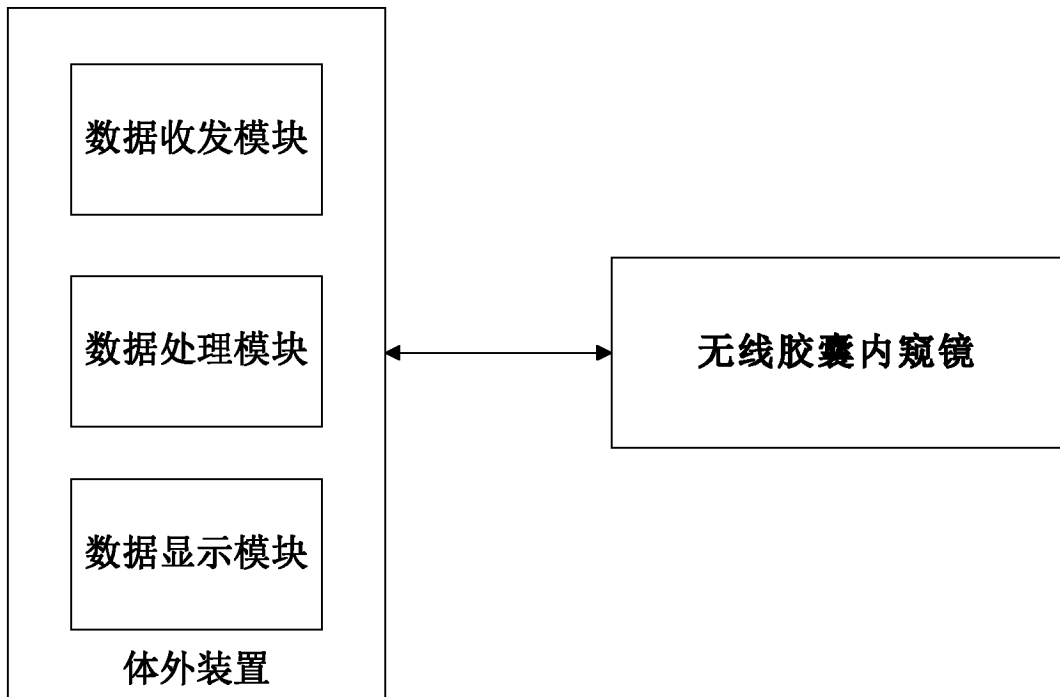 数据收发模块
数据处理模块
数据显示模块
体外装置
无线胶囊内窥镜